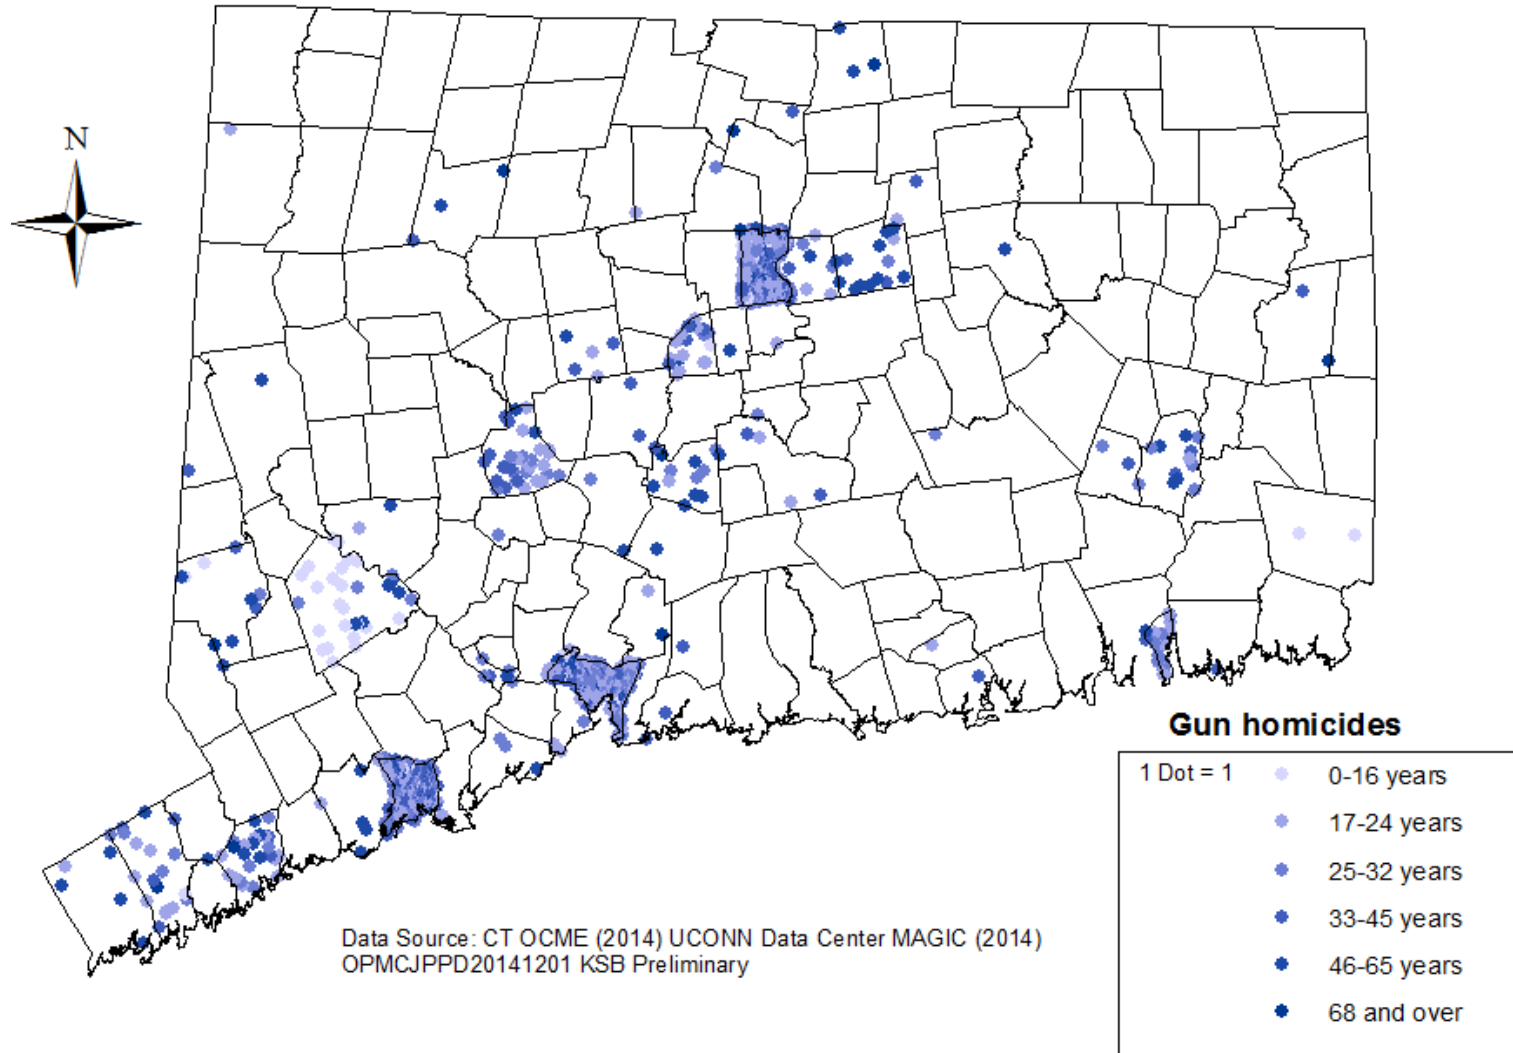 N
Gun homicides
1 Dot = 1
0-16 years
17-24 years
25-32 years
33-45 years
46-65 years
68 and over
Data Source: CT OCME (2014) UCONN Data Center MAGIC (2014)
OPMCJPPD20141201 KSB Preliminary